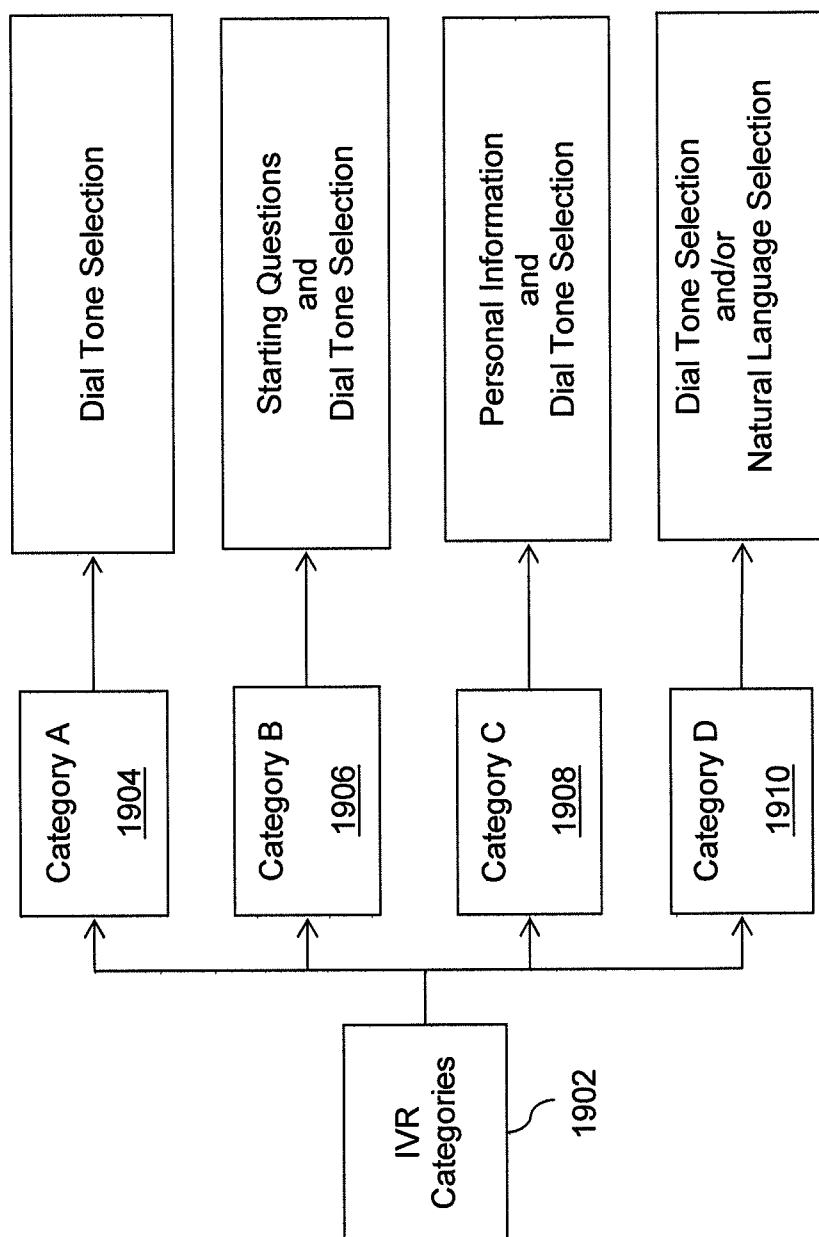 IVR
Categories
1902
Category A
1904
Dial Tone Selection
Category B
1906
Starting Questions
and
Dial Tone Selection
Category C
1908
Personal Information
and
Dial Tone Selection
Category D
1910
Dial Tone Selection
and/or
Natural Language Selection